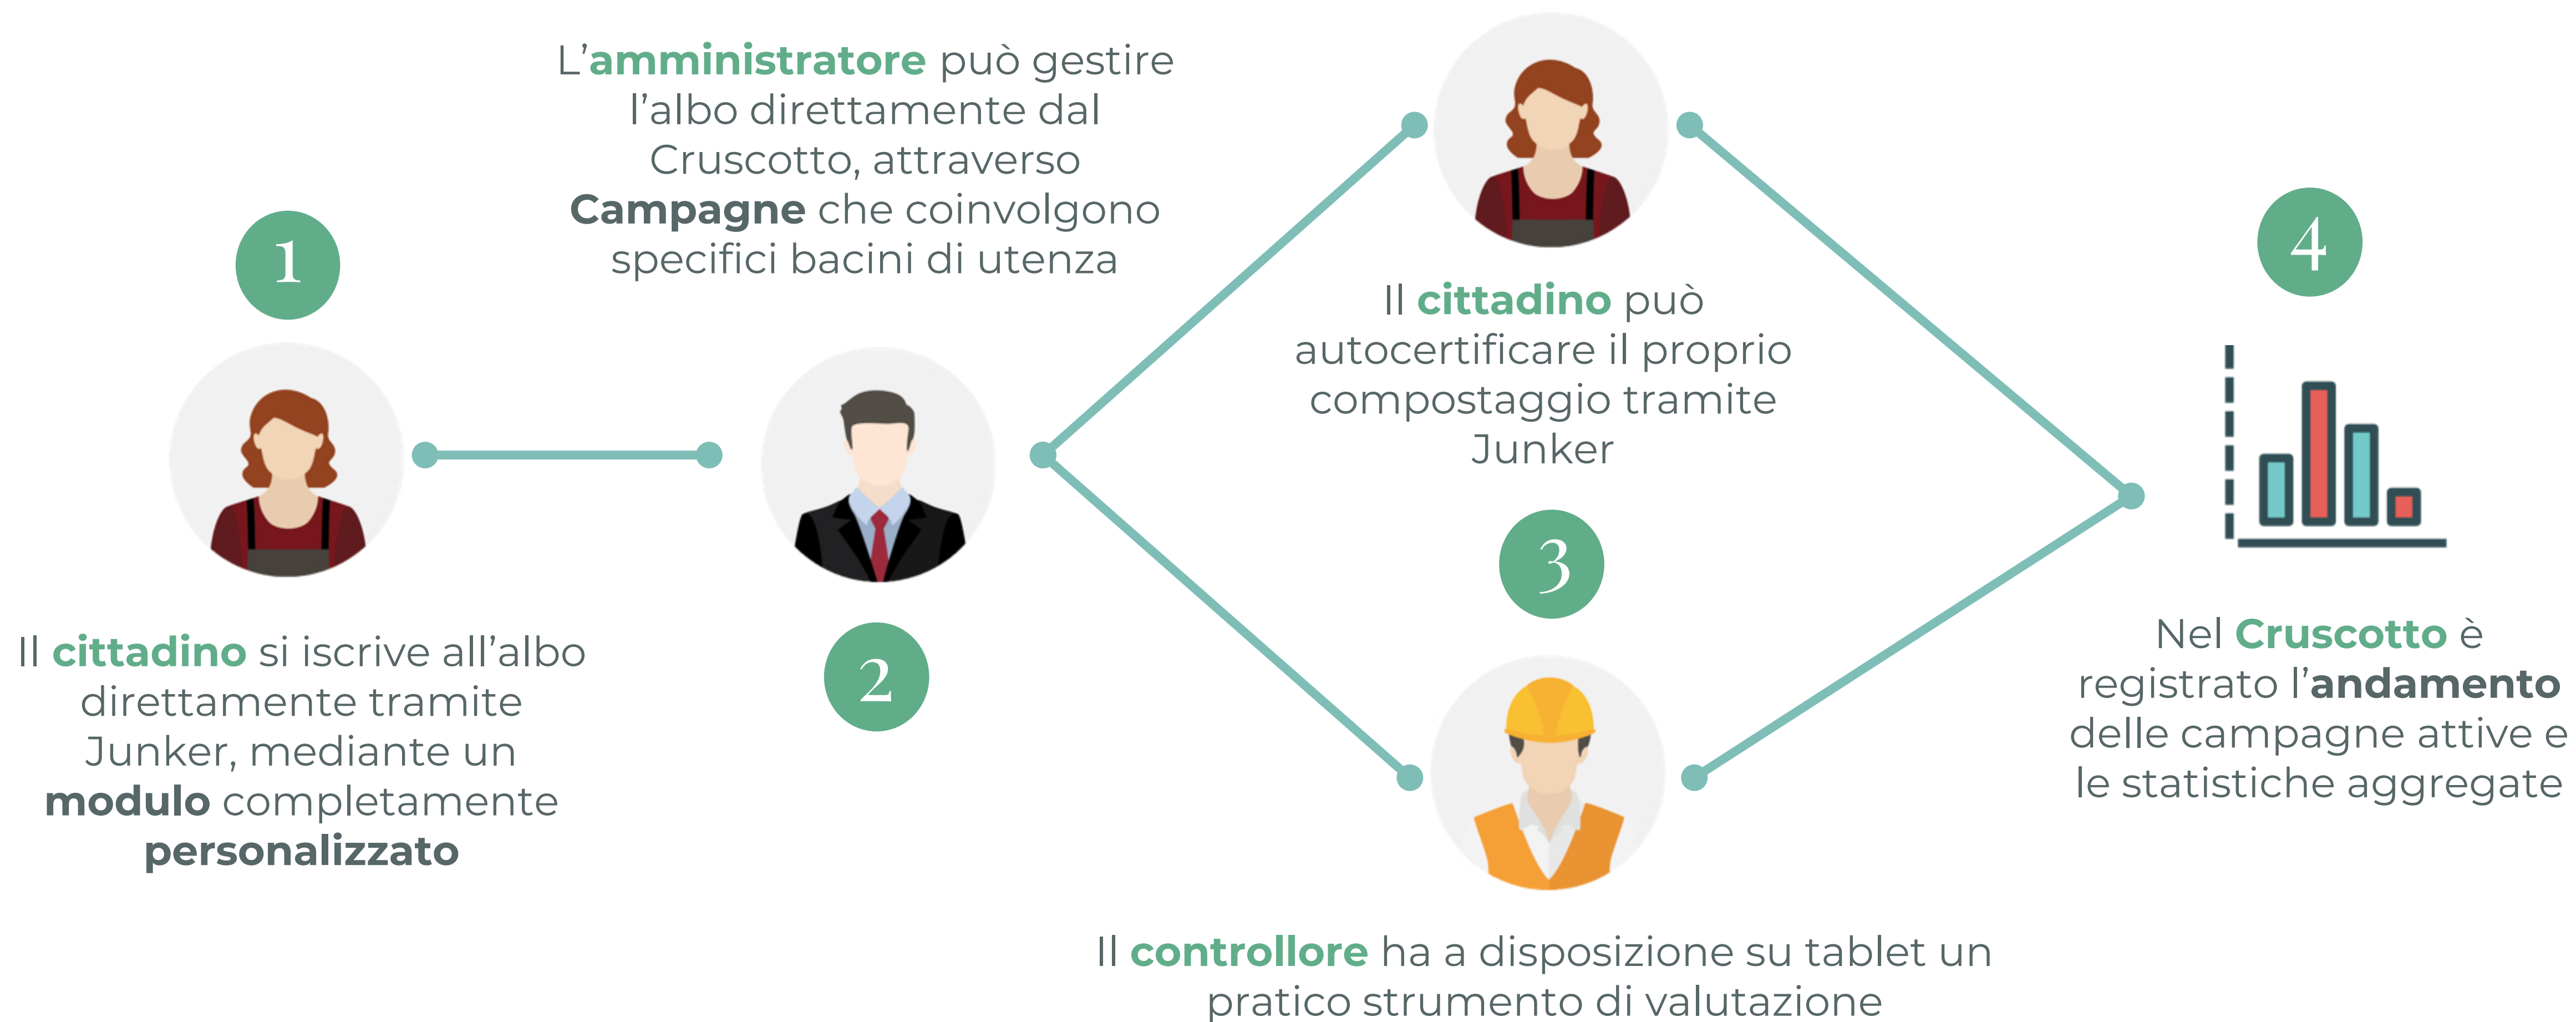 1
Il cittadino si iscrive all’albo
direttamente tramite
Junker, mediante un
modulo completamente
personalizzato
L’amministratore può gestire
l’albo direttamente dal
Cruscotto, attraverso
Campagne che coinvolgono
specifici bacini di utenza
2
Il cittadino può
autocertificare il proprio
compostaggio tramite
Junker
3
Il controllore ha a disposizione su tablet un
pratico strumento di valutazione
4
Nel Cruscotto è
registrato l’andamento
delle campagne attive e
le statistiche aggregate